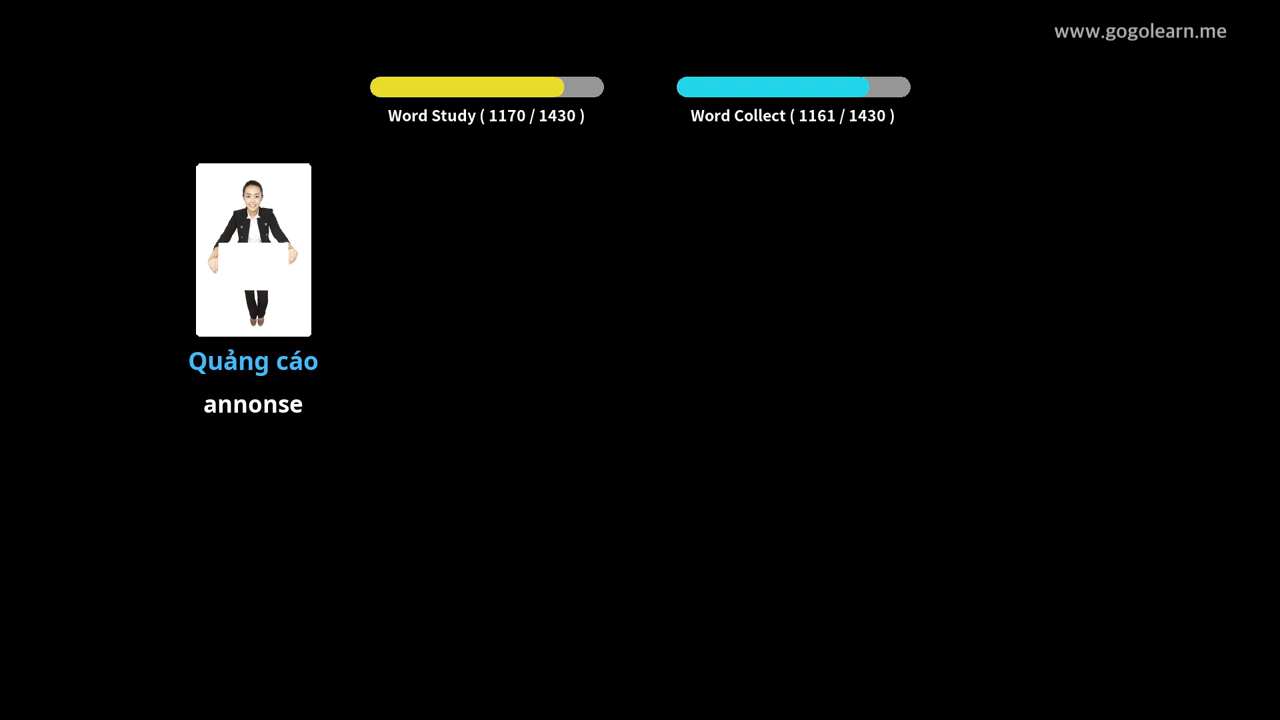 www.gogolearn.me
Word Study ( 1170 / 1430 )
Word Collect ( 1161 / 1430 )
Quảng cáo
annonse